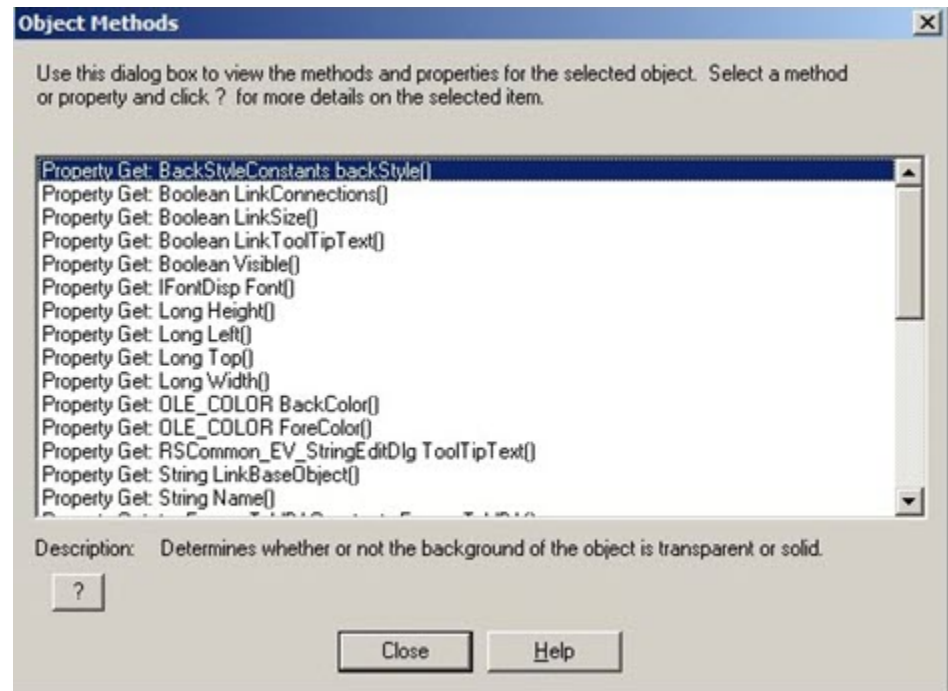 Object Methods
Use this dialog box to view the methods and properties for the selected object. Select a method
or property and click ? for more details on the selected item.
Property Get: BackStyleConstants backStyle()
Property Get: Boolean LinkConnections()
Property Get: Boolean LinkSize()
Property Get: Boolean LinkToolTipText()
Property Get: Boolean Visible()
Property Get: IFontDisp Font()
Property Get: Long Height()
Property Get: Long Left()
Property Get: Long Top()
Property Get: Long Width()
Property Get: OLE_COLOR BackColor()
Property Get: OLE_COLOR ForeColor()
Property Get: RSCommon_EV_StringEditDlg ToolTipText()
Property Get: String LinkBaseObject()
Property Get: String Name()
Description: Determines whether or not the background of the object is transparent or solid.
?
Close Help